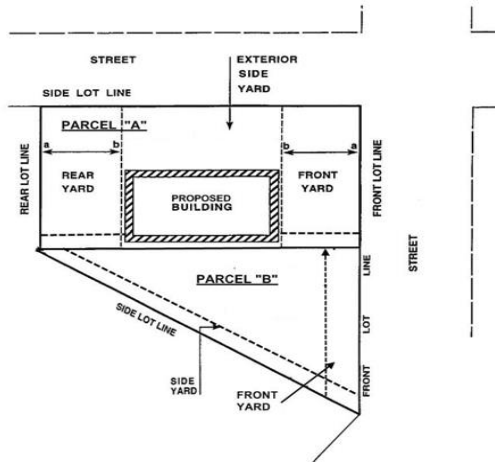 STREET
EXTERIOR
SIDE
YARD
SIDE LOT LINE
PARCEL "A"
a
b
b
a
REAR LOT LINE
REAR
YARD
PROPOSED
BUILDING
FRONT
YARD
FRONT LOT LINE
STREET
PARCEL "B"
FRONT LOT LINE
SIDE LOT LINE
SIDE
YARD
FRONT
YARD